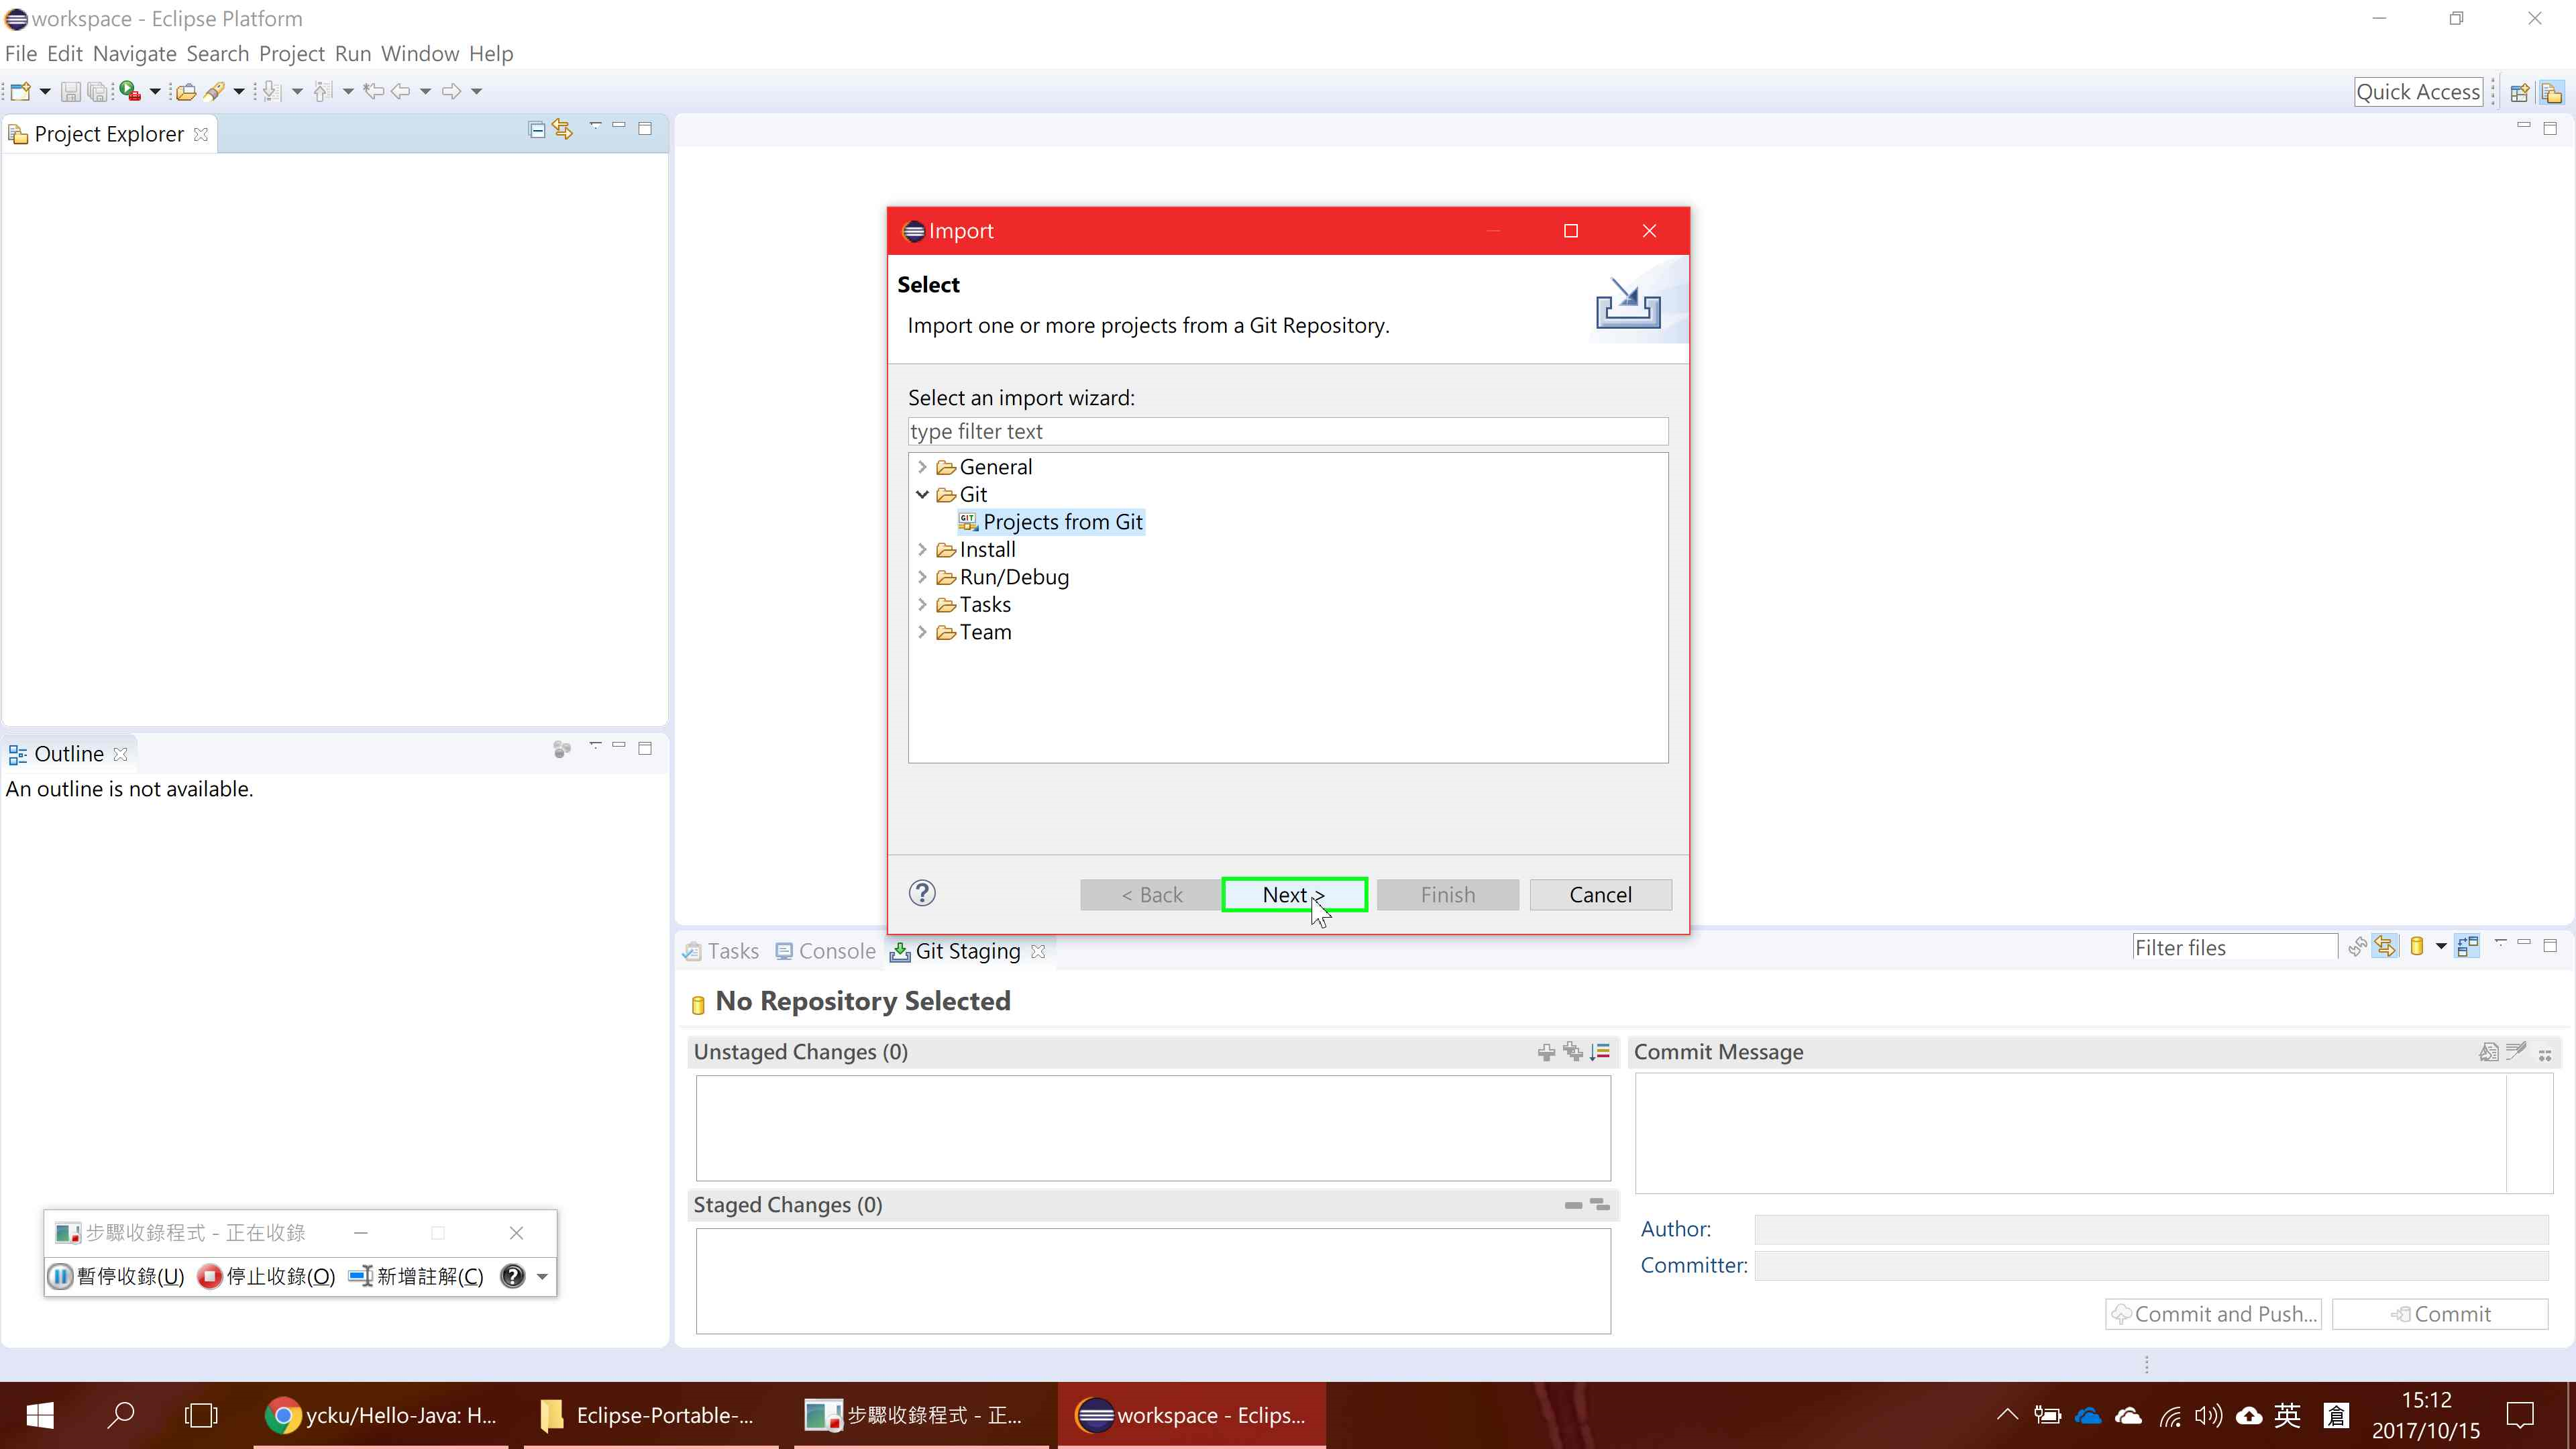 workspace - Eclipse Platform
File Edit Navigate Search Project Run Window Help
Quick Access
Project Explorer
Import
Select
Import one or more projects from a Git Repository.
Select an import wizard:
type filter text
General
Git
GIT Projects from Git
Install
Run/Debug
Tasks
Team
? < Back Next > Finish Cancel
Outline
An outline is not available.
Tasks Console Git Staging
Filter files
No Repository Selected
Unstaged Changes (0)
Commit Message
Staged Changes (0)
Author:
Committer:
Commit and Push... Commit
步驟收錄程式 - 正在收錄
暫停收錄(U) 停止收錄(O) 新增註解(C) ?
ycku/Hello-Java: H...
Eclipse-Portable-...
步驟收錄程式 - 正...
workspace - Eclips...
英
倉
15:12
2017/10/15